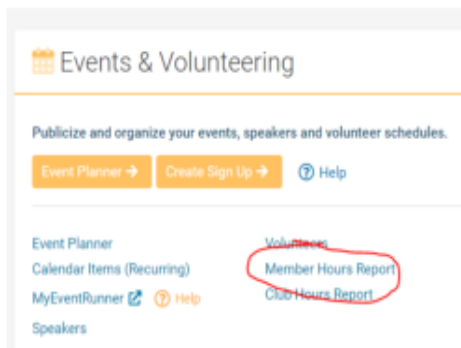 Events & Volunteering
Publicize and organize your events, speakers and volunteer schedules.
Event Planner → Create Sign Up → Help
Event Planner
Calendar Items (Recurring)
MyEventRunner Help
Speakers
Volunteers
Member Hours Report
Club Hours Report